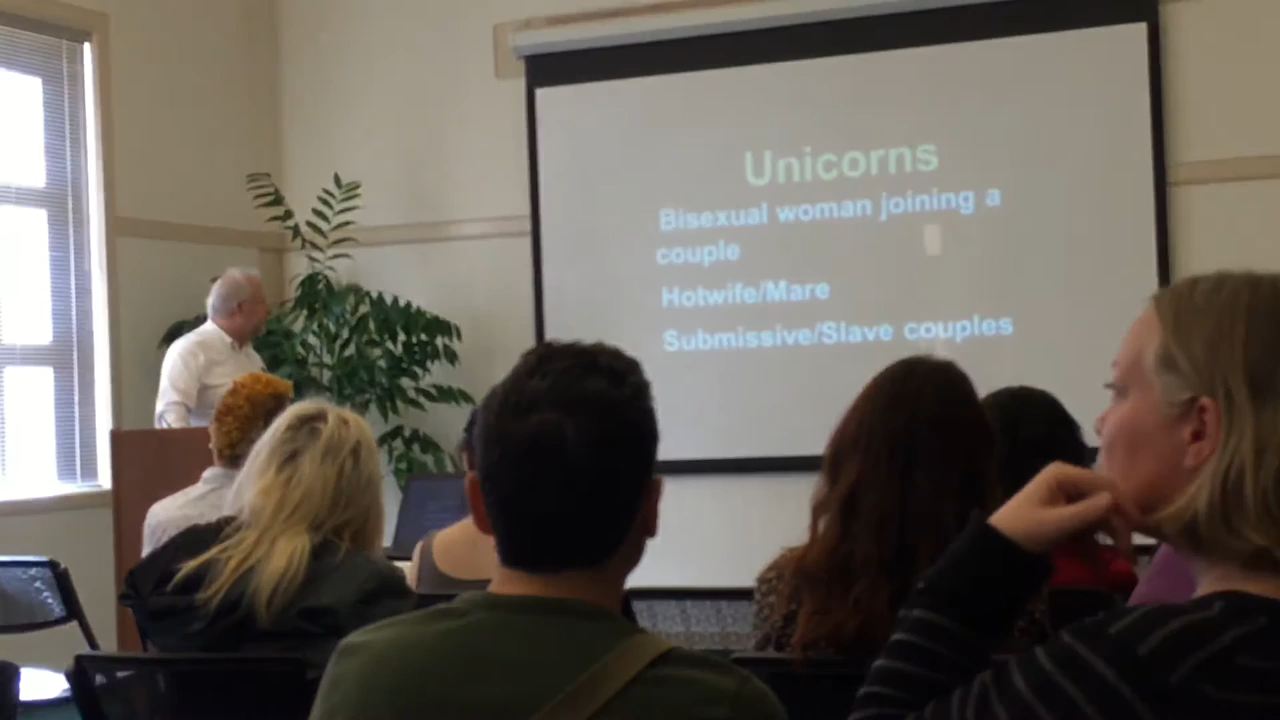 Unicorns
Bisexual woman joining a
couple
Hotwife/Mare
Submissive/Slave couples